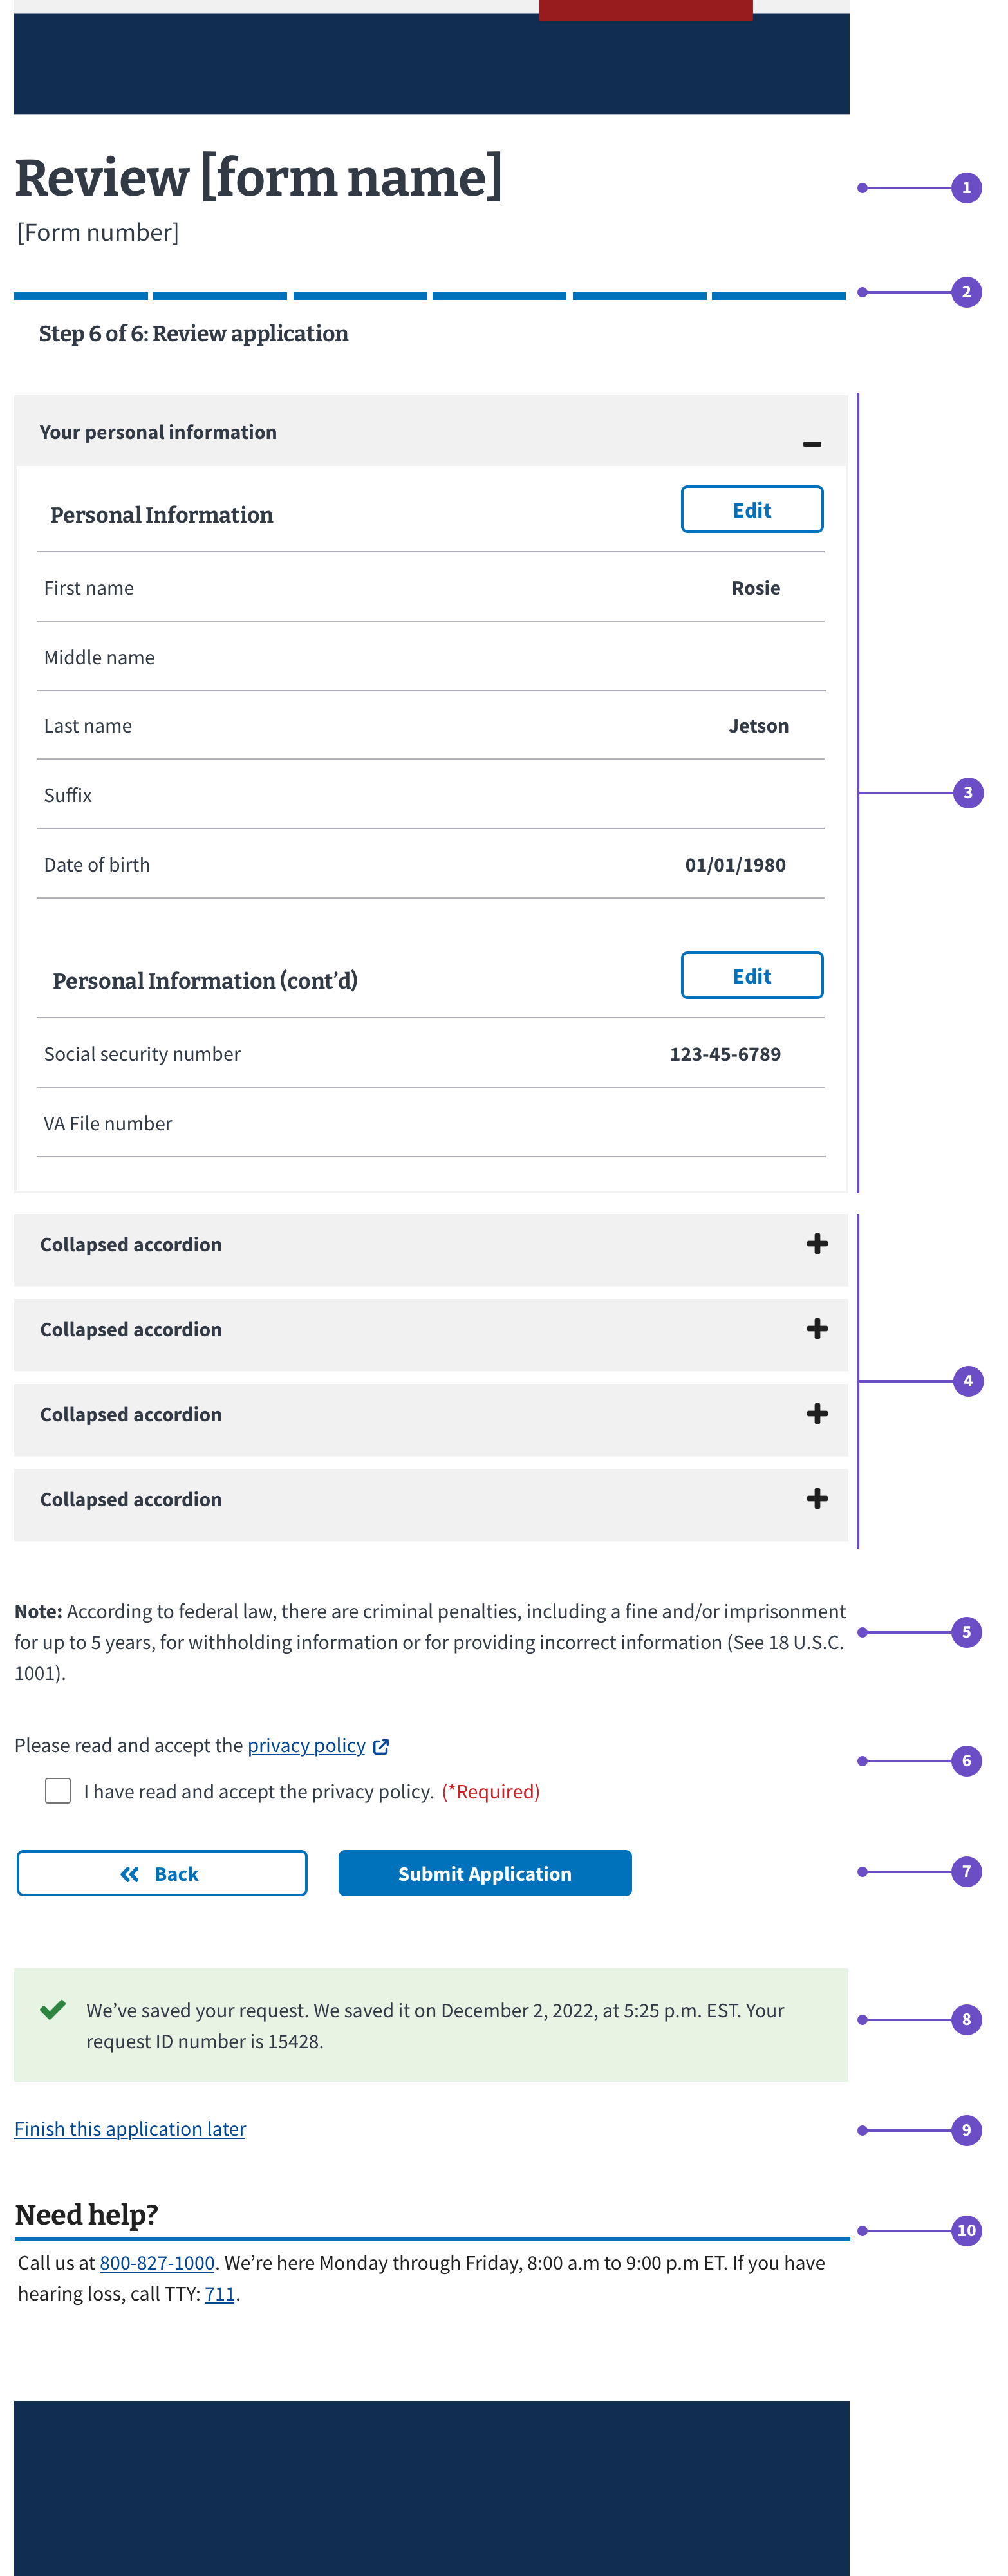 Review [form name]
1
[Form number]
2
Step 6 of 6: Review application
Your personal information
Personal Information
Edit
First name
Rosie
Middle name
Last name
Jetson
3
Suffix
Date of birth
01/01/1980
Personal Information (cont’d)
Edit
Social security number
123-45-6789
VA File number
Collapsed accordion
Collapsed accordion
4
Collapsed accordion
Collapsed accordion
Note: According to federal law, there are criminal penalties, including a fine and/or imprisonment
for up to 5 years, for withholding information or for providing incorrect information (See 18 U.S.C.
1001).
5
Please read and accept the privacy policy
6
I have read and accept the privacy policy. (*Required)
Back
Submit Application
7
We’ve saved your request. We saved it on December 2, 2022, at 5:25 p.m. EST. Your
request ID number is 15428.
8
Finish this application later
9
Need help?
10
Call us at 800-827-1000. We’re here Monday through Friday, 8:00 a.m to 9:00 p.m ET. If you have
hearing loss, call TTY: 711.